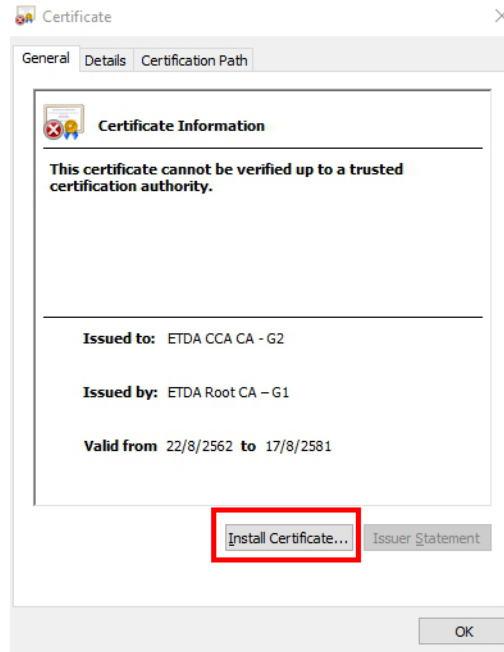 Certificate
General Details Certification Path
Certificate Information
This certificate cannot be verified up to a trusted
certification authority.
Issued to: ETDA CCA CA - G2
Issued by: ETDA Root CA – G1
Valid from 22/8/2562 to 17/8/2581
Install Certificate... Issuer Statement
OK